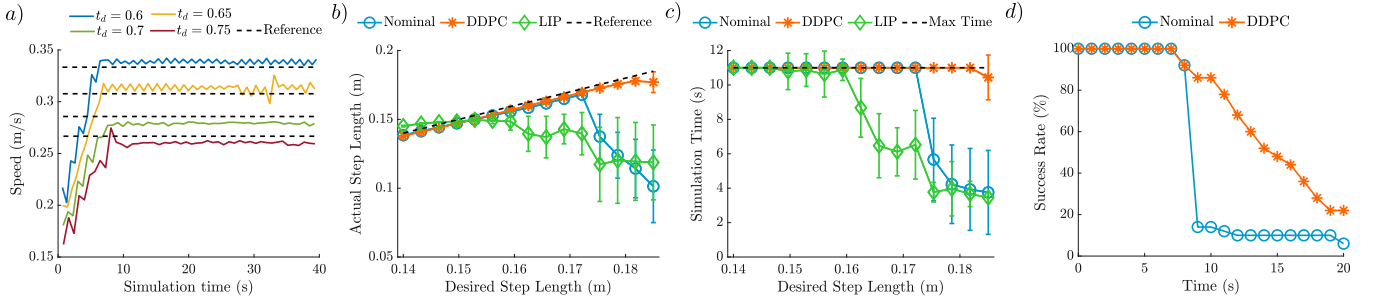 a)
t_d = 0.6
t_d = 0.65
t_d = 0.7
t_d = 0.75
Reference
0.35
0.3
0.25
0.2
0.15
Speed (m/s)
0
10
20
30
40
Simulation time (s)
b)
Nominal
DDPC
LIP
Reference
0.2
0.15
0.1
0.05
Actual Step Length (m)
0.14
0.15
0.16
0.17
0.18
Desired Step Length (m)
c)
Nominal
DDPC
LIP
Max Time
12
10
8
6
4
2
0
Simulation Time (s)
0.14
0.15
0.16
0.17
0.18
Desired Step Length (m)
d)
Nominal
DDPC
100
80
60
40
20
0
Success Rate (%)
0
5
10
15
20
Time (s)